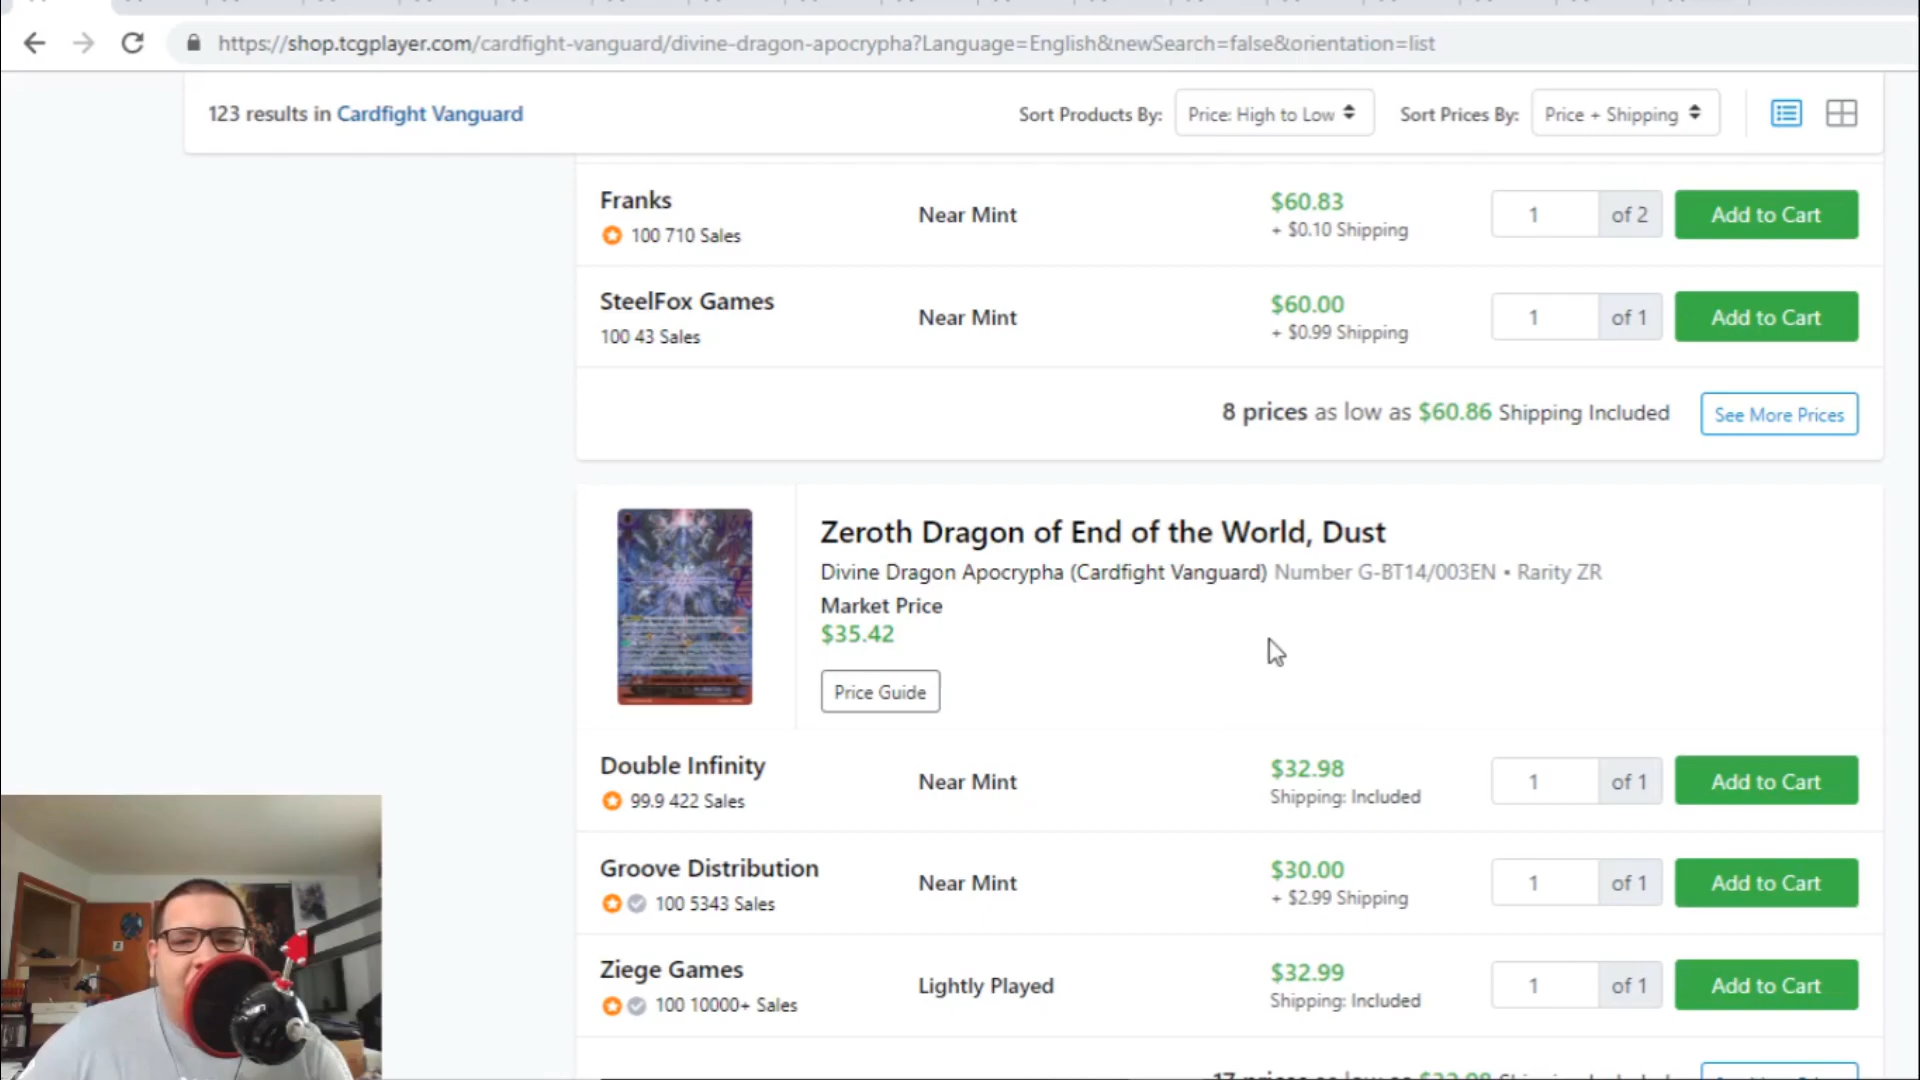 https://shop.tcgplayer.com/cardfight-vanguard/divine-dragon-apocrypha?Language=English&newSearch=false&orientation=list
123 results in Cardfight Vanguard
Sort Products By: Price: High to Low Sort Prices By: Price + Shipping
Franks
100 710 Sales
Near Mint
$60.83
+ $0.10 Shipping
1 of 2
Add to Cart
SteelFox Games
100 43 Sales
Near Mint
$60.00
+ $0.99 Shipping
1 of 1
Add to Cart
8 prices as low as $60.86 Shipping Included See More Prices
Zeroth Dragon of End of the World, Dust
Divine Dragon Apocrypha (Cardfight Vanguard) Number G-BT14/003EN • Rarity ZR
Market Price
$35.42
Price Guide
Double Infinity
99.9 422 Sales
Near Mint
$32.98
Shipping: Included
1 of 1
Add to Cart
Groove Distribution
100 5343 Sales
Near Mint
$30.00
+ $2.99 Shipping
1 of 1
Add to Cart
Ziege Games
100 10000+ Sales
Lightly Played
$32.99
Shipping: Included
1 of 1
Add to Cart
17 prices as low as $32.98